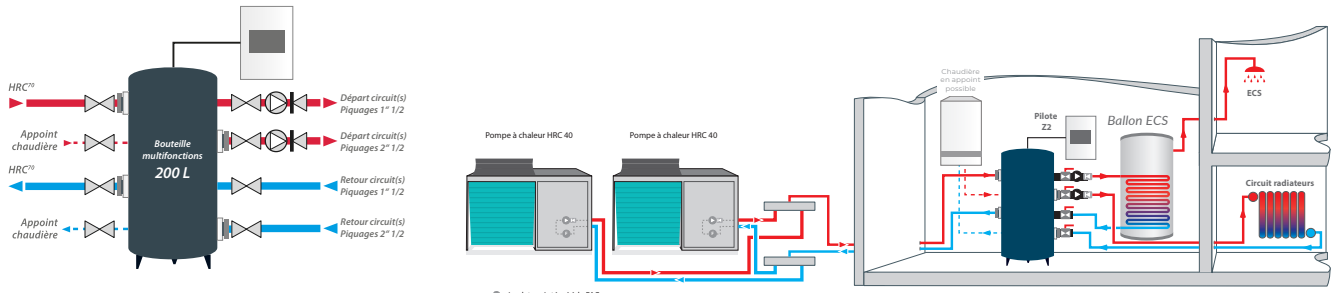 HRC⁷⁰
Appoint
chaudière
HRC⁷⁰
Appoint
chaudière
Bouteille
multifonctions
200 L
Départ circuit(s)
Piquages 1" 1/2
Départ circuit(s)
Piquages 2" 1/2
Retour circuit(s)
Piquages 1" 1/2
Retour circuit(s)
Piquages 2" 1/2
Pompe à chaleur HRC 40
Pompe à chaleur HRC 40
Chaudière
en appoint
possible
Pilote
Z2
Ballon ECS
ECS
Circuit radiateurs